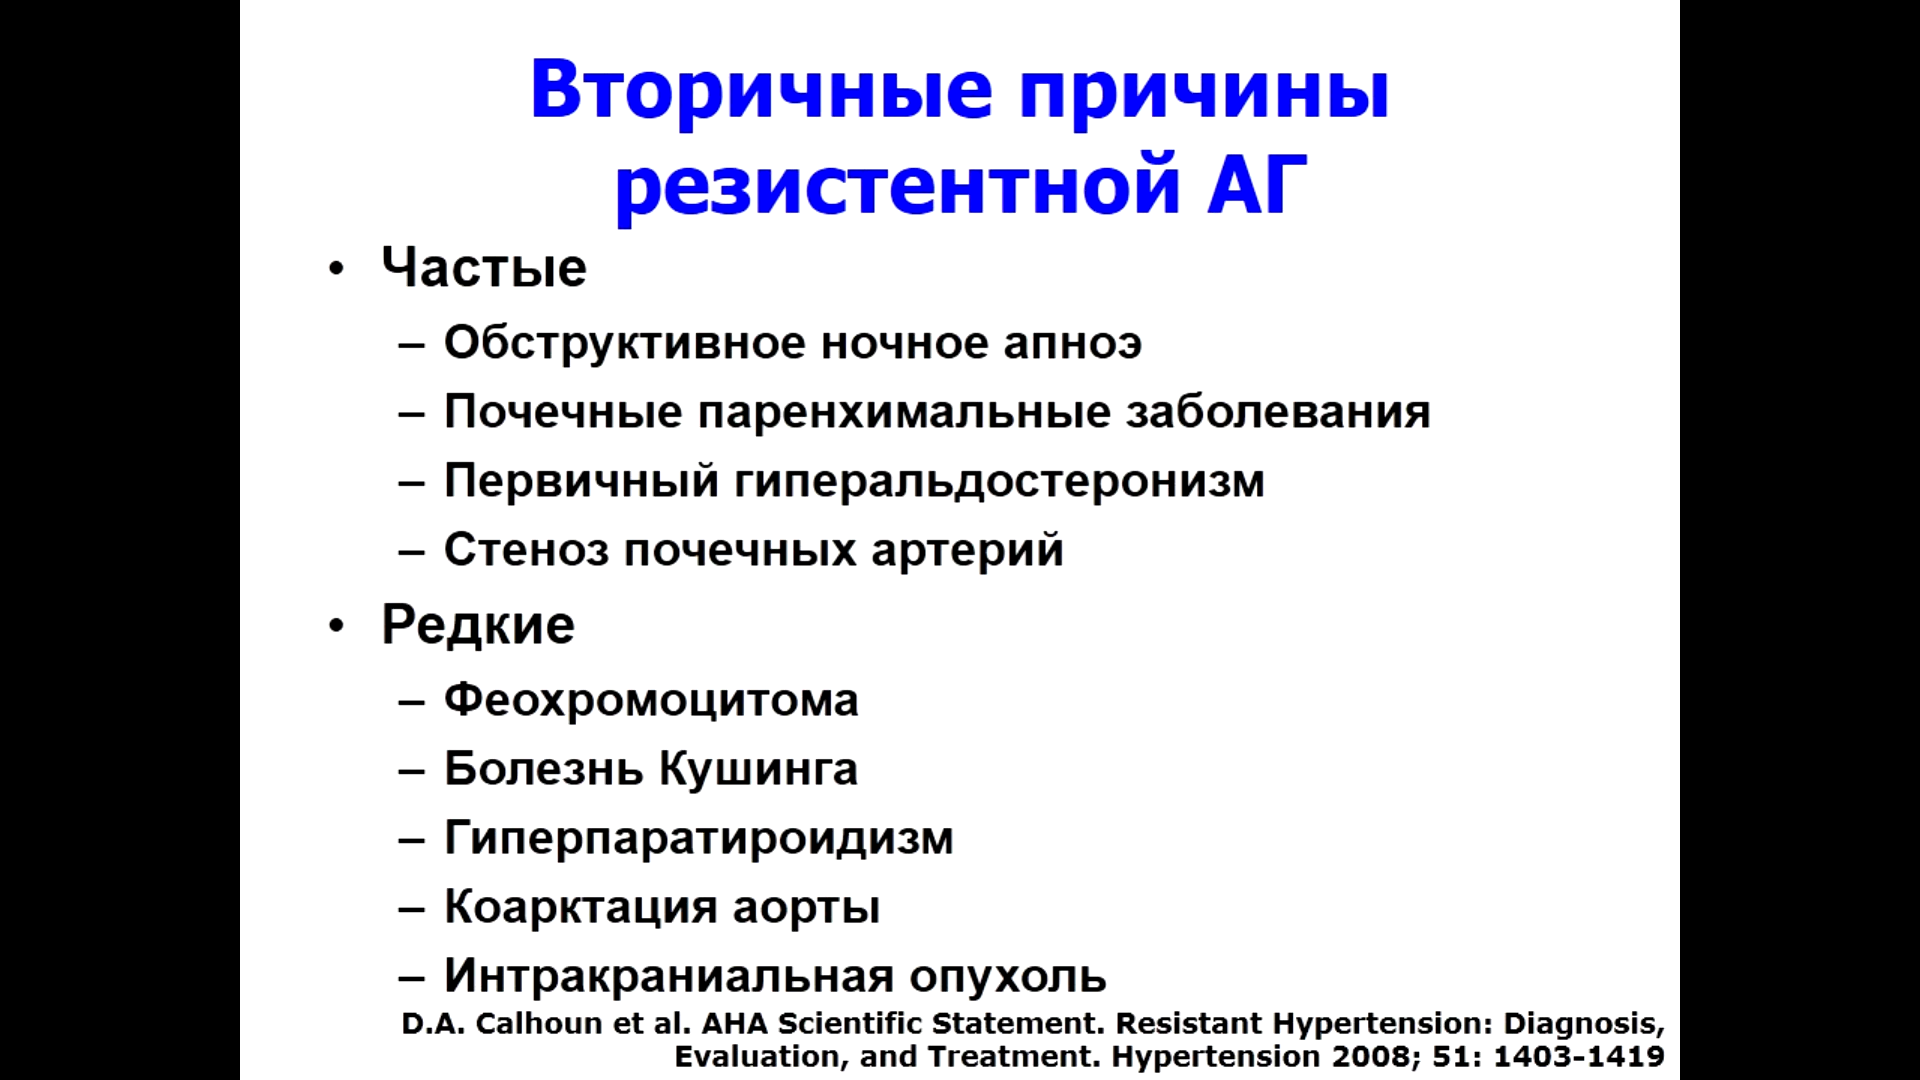 Вторичные причины
резистентной АГ
• Частые
– Обструктивное ночное апноэ
– Почечные паренхимальные заболевания
– Первичный гиперальдостеронизм
– Стеноз почечных артерий
• Редкие
– Феохромоцитома
– Болезнь Кушинга
– Гиперпаратироидизм
– Коарктация аорты
– Интракраниальная опухоль
D.A. Calhoun et al. AHA Scientific Statement. Resistant Hypertension: Diagnosis,
Evaluation, and Treatment. Hypertension 2008; 51: 1403-1419